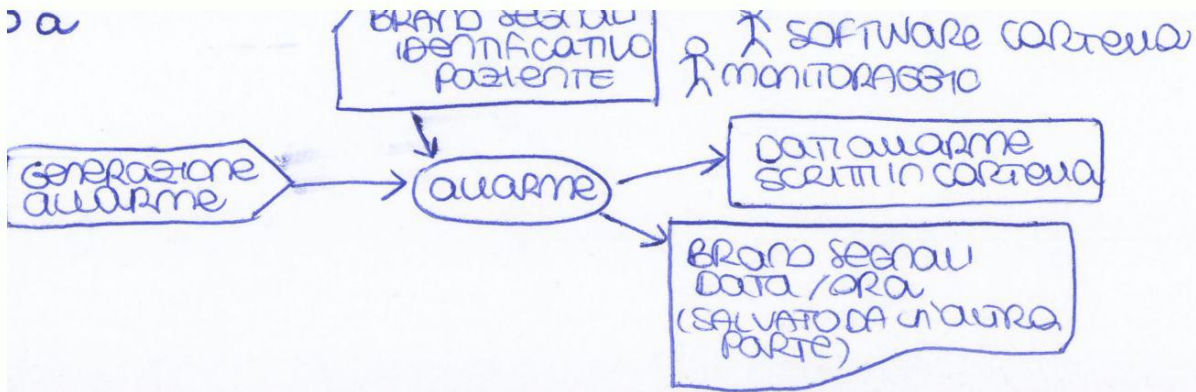 BRANO SEGNALI
IDENTIFICATIVO
PAZIENTE
SOFTWARE CARTELLA
MONITORAGGIO
GENERAZIONE
ALLARME
ALLARME
DATI ALLARME
SCRITTI IN CARTELLA
BRANO SEGNALI
DATA / ORA
(SALVATO DA UN'ALTRA
PARTE)